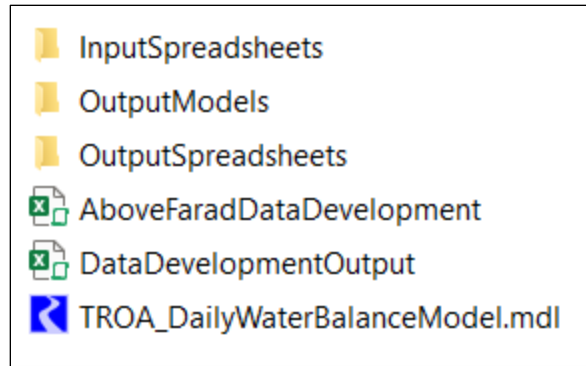 InputSpreadsheets
OutputModels
OutputSpreadsheets
AboveFaradDataDevelopment
DataDevelopmentOutput
TROA_DailyWaterBalanceModel.mdl